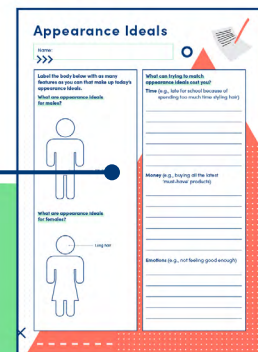 Appearance Ideals
Name:
>>>
Label the body below with as many
features as you can that make up today's
appearance ideals.
What are appearance ideals
for males?
What are appearance ideals
for females?
Long hair
What can trying to match
appearance ideals cost you?
Time (e.g., late for school because of
spending too much time styling hair)
Money (e.g., buying all the latest
'must-have' products)
Emotions (e.g., not feeling good enough)